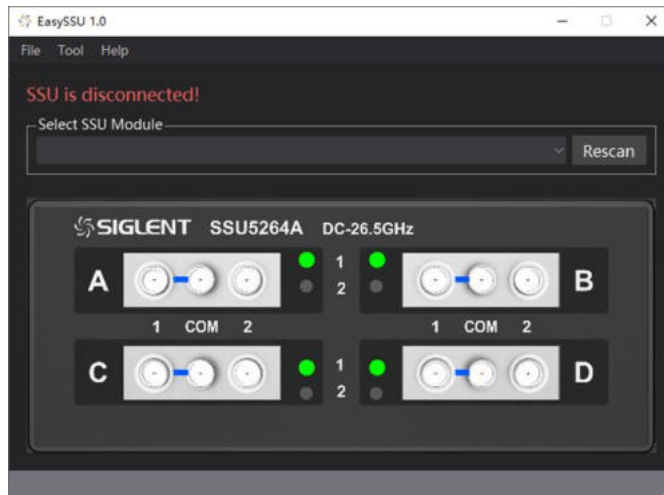 EasySSU 1.0
File Tool Help
SSU is disconnected!
Select SSU Module
Rescan
SIGLENT SSU5264A DC-26.5GHz
A 1 B
2
1 COM 2 1 COM 2
C 1 D
2